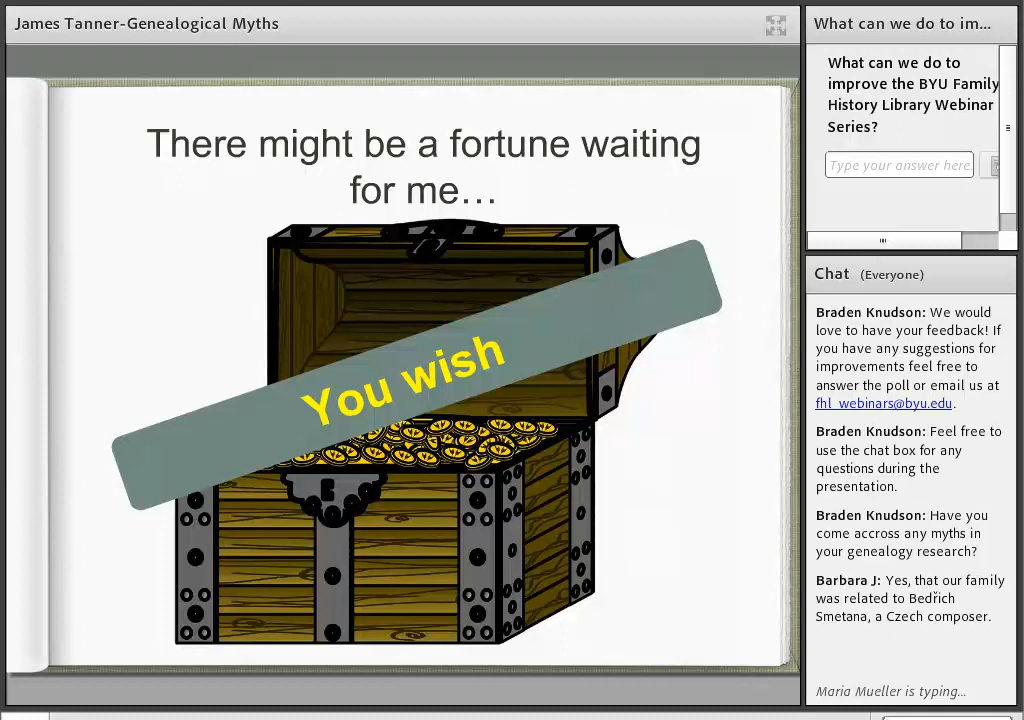 James Tanner-Genealogical Myths
There might be a fortune waiting
for me…
You wish
What can we do to im...
What can we do to
improve the BYU Family
History Library Webinar
Series?
Type your answer here.
Chat (Everyone)
Braden Knudson: We would
love to have your feedback! If
you have any suggestions for
improvements feel free to
answer the poll or email us at
fhl_webinars@byu.edu.
Braden Knudson: Feel free to
use the chat box for any
questions during the
presentation.
Braden Knudson: Have you
come accross any myths in
your genealogy research?
Barbara J: Yes, that our family
was related to Bedřich
Smetana, a Czech composer.
Maria Mueller is typing...